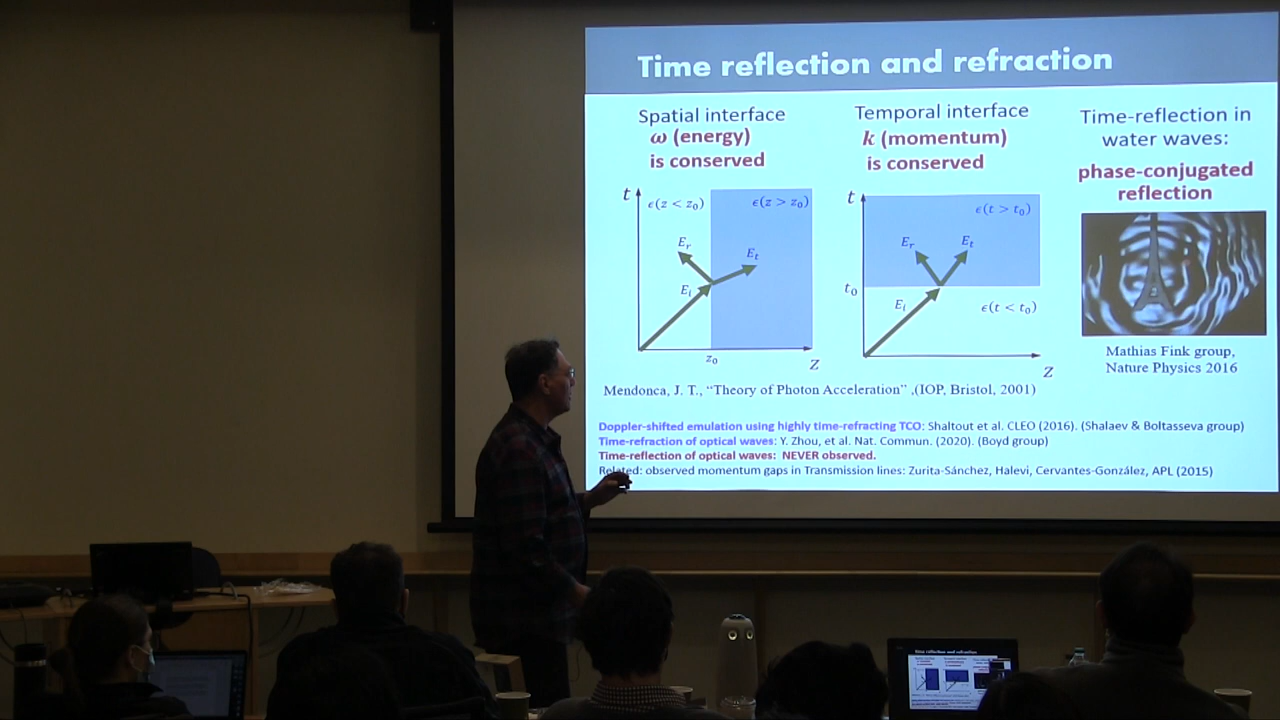 Time reflection and refraction
Spatial interface
ω (energy)
is conserved
t
ϵ(z < z₀)
ϵ(z > z₀)
Eᵣ
Eₜ
Eᵢ
z₀
Z
Temporal interface
k (momentum)
is conserved
t
ϵ(t > t₀)
Eᵣ
Eₜ
t₀
Eᵢ
ϵ(t < t₀)
Z
Time-reflection in
water waves:
phase-conjugated
reflection
Mathias Fink group,
Nature Physics 2016
Mendonca, J. T., “Theory of Photon Acceleration” ,(IOP, Bristol, 2001)
Doppler-shifted emulation using highly time-refracting TCO: Shaltout et al. CLEO (2016). (Shalaev & Boltasseva group)
Time-refraction of optical waves: Y. Zhou, et al. Nat. Commun. (2020). (Boyd group)
Time-reflection of optical waves: NEVER observed.
Related: observed momentum gaps in Transmission lines: Zurita-Sánchez, Halevi, Cervantes-González, APL (2015)
Time reflection and refraction